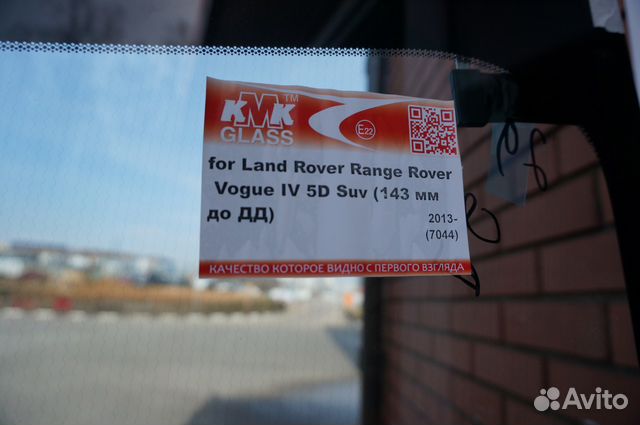 KMK™
GLASS
E22
for Land Rover Range Rover
Vogue IV 5D Suv (143 мм
до ДД)
2013-
(7044)
КАЧЕСТВО КОТОРОЕ ВИДНО С ПЕРВОГО ВЗГЛЯДА
Avito